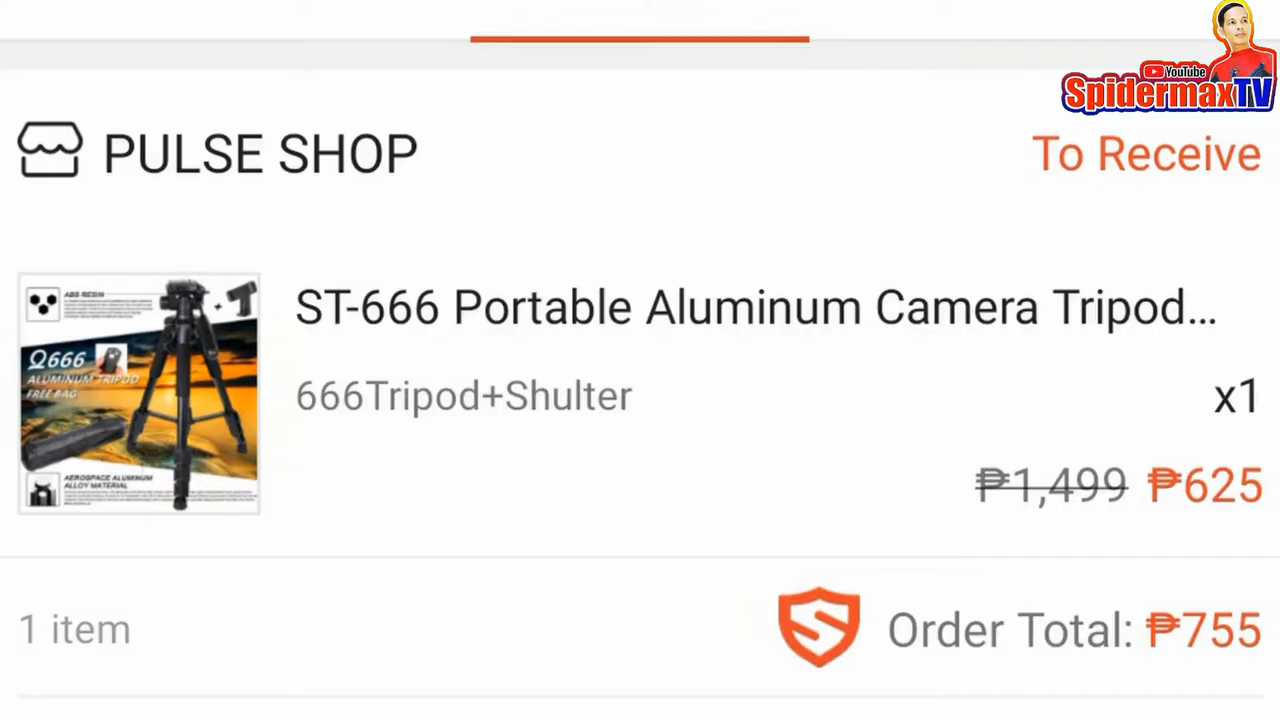 YouTube
SpidermaxTV
PULSE SHOP
To Receive
ST-666 Portable Aluminum Camera Tripod...
ABS RESIN
Ω666
ALUMINUM TRIPOD
FREE BAG
AEROSPACE ALUMINUM
ALLOY MATERIAL
666Tripod+Shulter
x1
₱1,499 ₱625
1 item
Order Total: ₱755